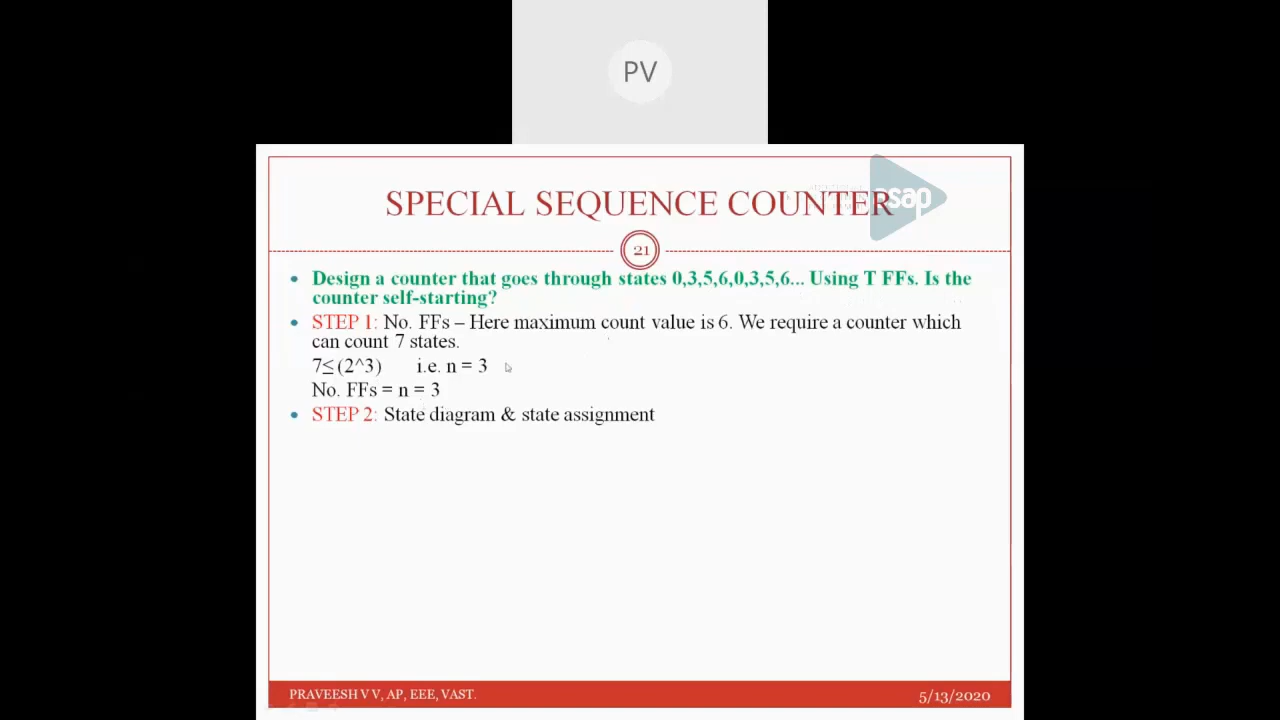 PV
SPECIAL SEQUENCE COUNTER
asap
21
• Design a counter that goes through states 0,3,5,6,0,3,5,6... Using T FFs. Is the
counter self-starting?
• STEP 1: No. FFs – Here maximum count value is 6. We require a counter which
can count 7 states.
7≤(2^3) i.e. n = 3
No. FFs = n = 3
• STEP 2: State diagram & state assignment
PRAVEESH V V, AP, EEE, VAST.
5/13/2020